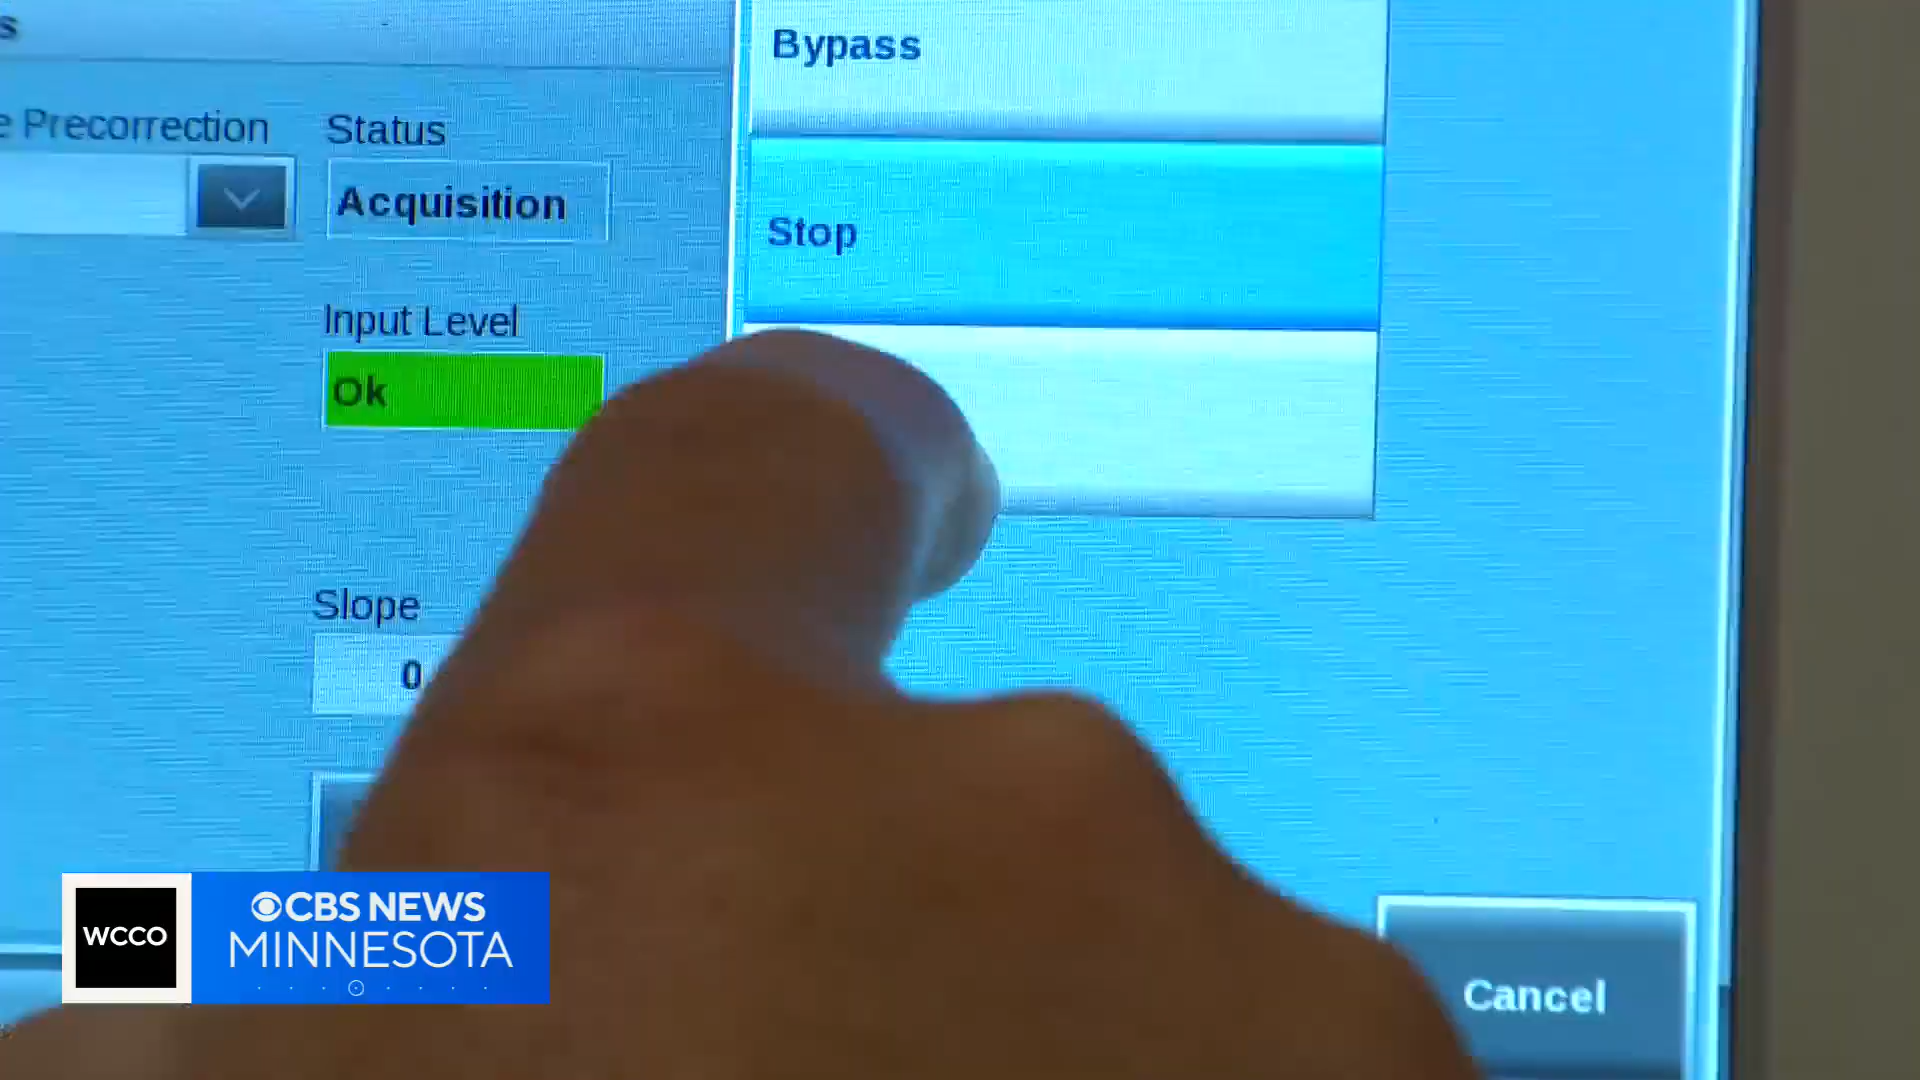 s
Bypass
e Precorrection
Status
Acquisition
Stop
Input Level
Ok
Slope
0
Cancel
WCCO
CBS NEWS
MINNESOTA